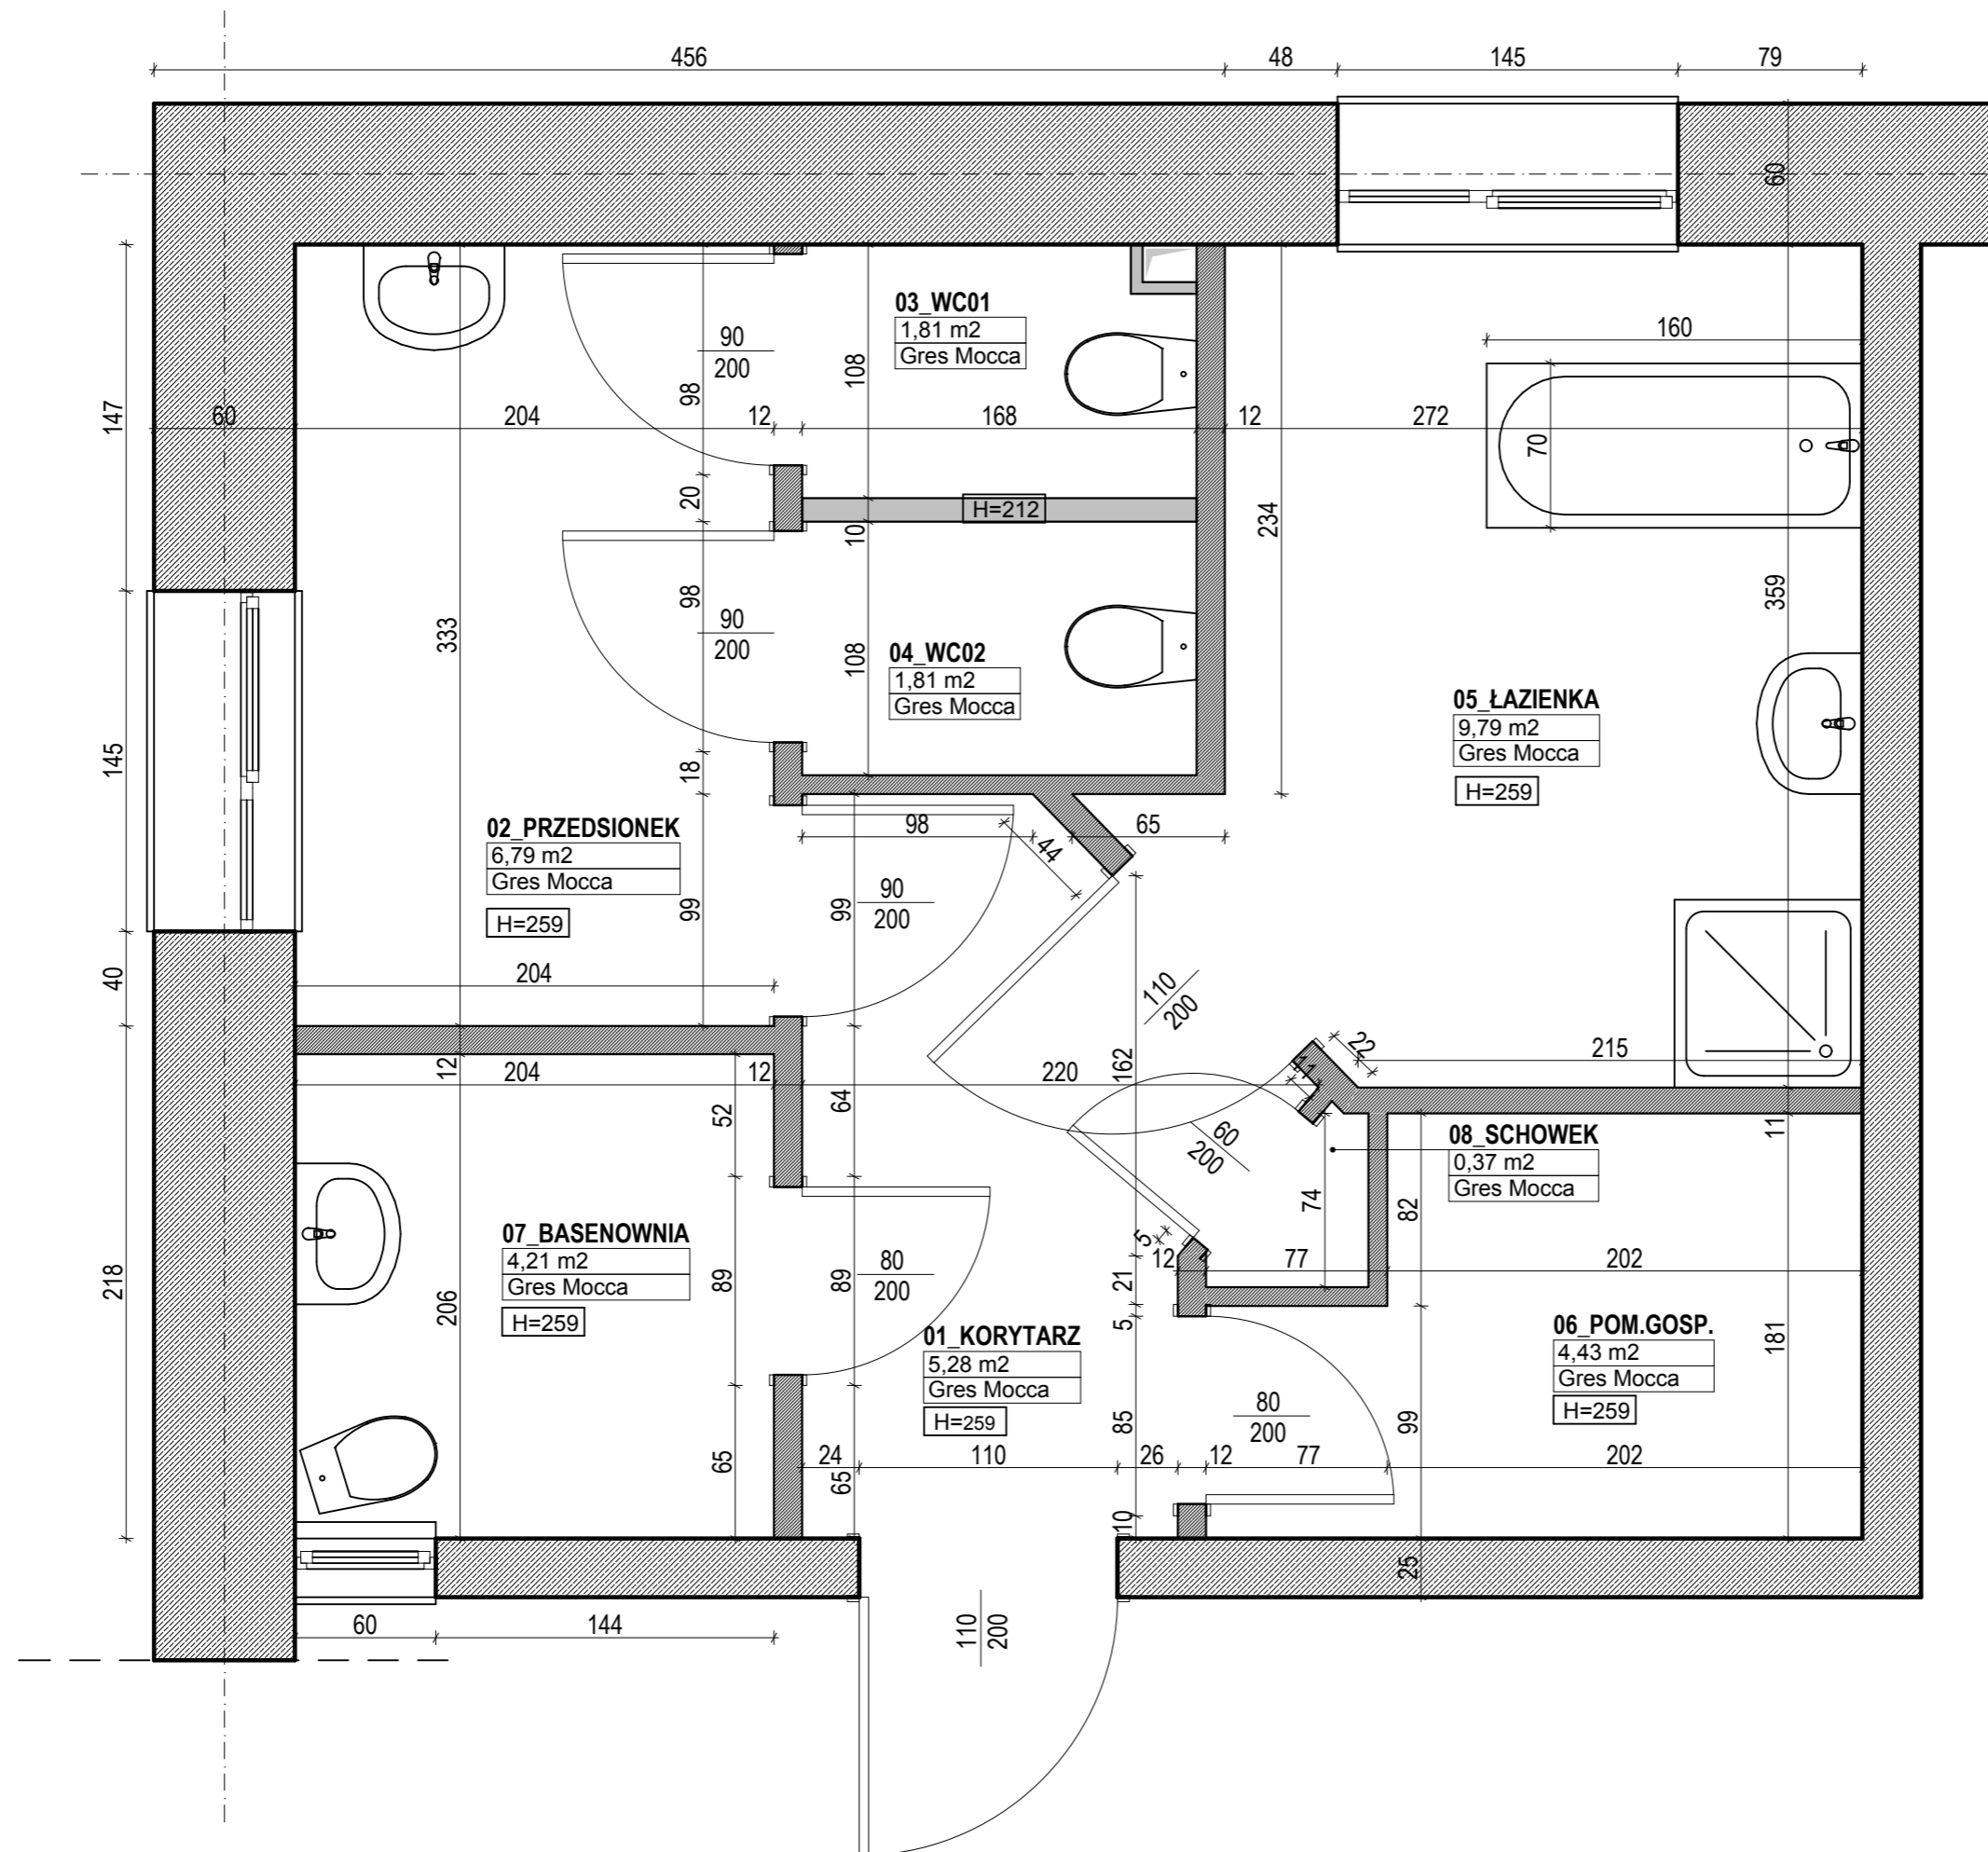 456
48
145
79
60
03_WC01
1,81 m2
Gres Mocca
90
200
98
108
160
147
60
204
12
168
12
272
70
20
H=212
10
234
98
333
90
200
108
359
04_WC02
1,81 m2
Gres Mocca
05_ŁAZIENKA
9,79 m2
Gres Mocca
H=259
145
18
02_PRZEDSIONEK
6,79 m2
Gres Mocca
H=259
98
44
65
99
99
90
200
40
204
110
200
12
204
12
220
162
11
22
215
52
64
60
200
11
08_SCHOWEK
0,37 m2
Gres Mocca
74
82
07_BASENOWNIA
4,21 m2
Gres Mocca
H=259
218
206
89
89
80
200
5
12
77
202
21
5
01_KORYTARZ
5,28 m2
Gres Mocca
H=259
06_POM.GOSP.
4,43 m2
Gres Mocca
H=259
181
80
200
85
99
65
24
65
110
26
12
77
202
10
25
60
144
110
200